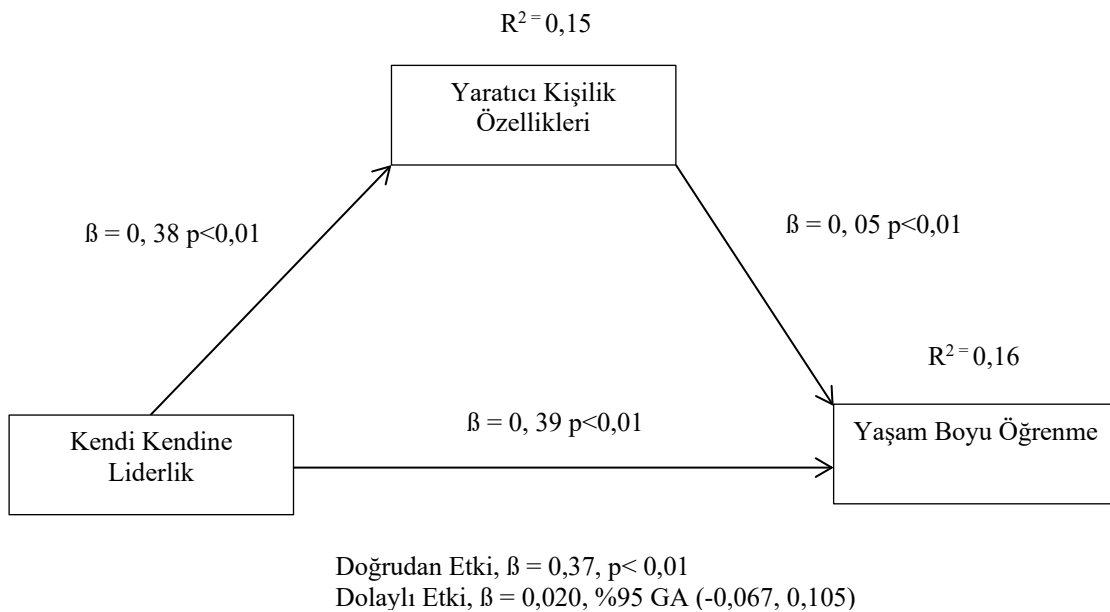 R² = 0,15
Yaratıcı Kişilik
Özellikleri
ß = 0, 38 p<0,01
ß = 0, 05 p<0,01
R² = 0,16
ß = 0, 39 p<0,01
Kendi Kendine
Liderlik
Yaşam Boyu Öğrenme
Doğrudan Etki, ß = 0,37, p< 0,01
Dolaylı Etki, ß = 0,020, %95 GA (-0,067, 0,105)